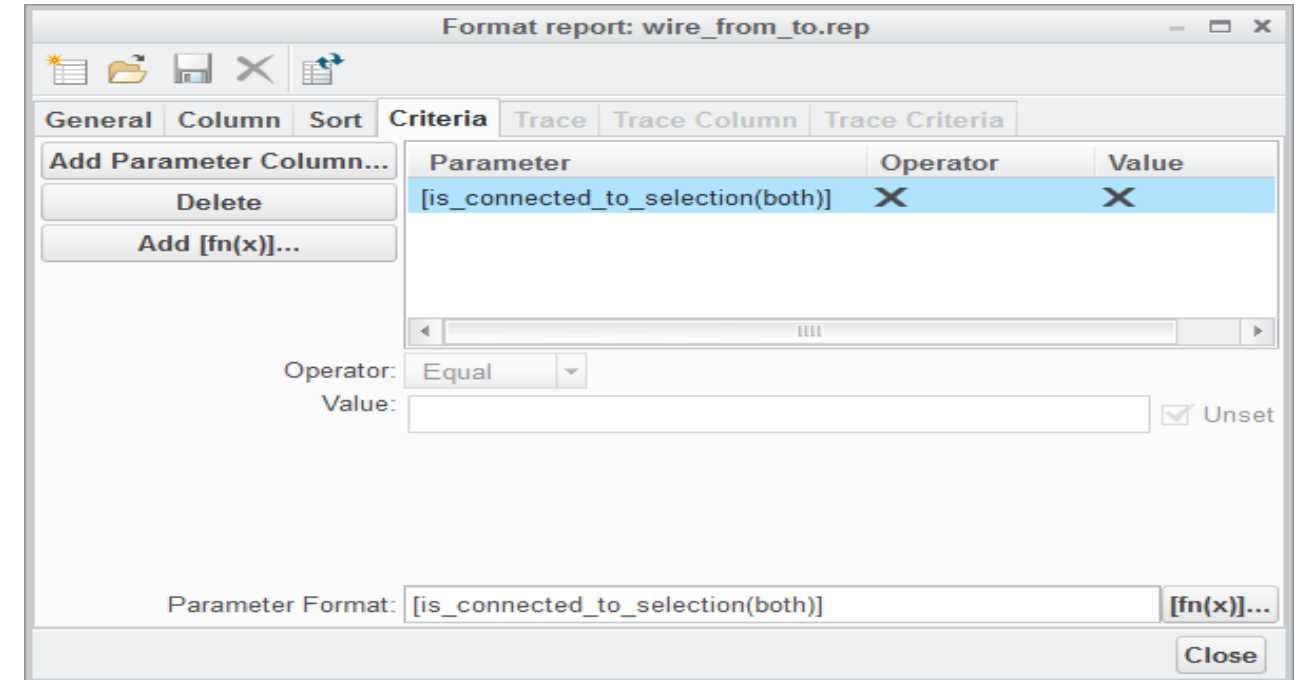 Format report: wire_from_to.rep
General Column Sort Criteria Trace Trace Column Trace Criteria
Add Parameter Column... Parameter Operator Value
Delete [is_connected_to_selection(both)]
Add [fn(x)]...
Operator: Equal
Value: Unset
Parameter Format: [is_connected_to_selection(both)] [fn(x)]...
Close